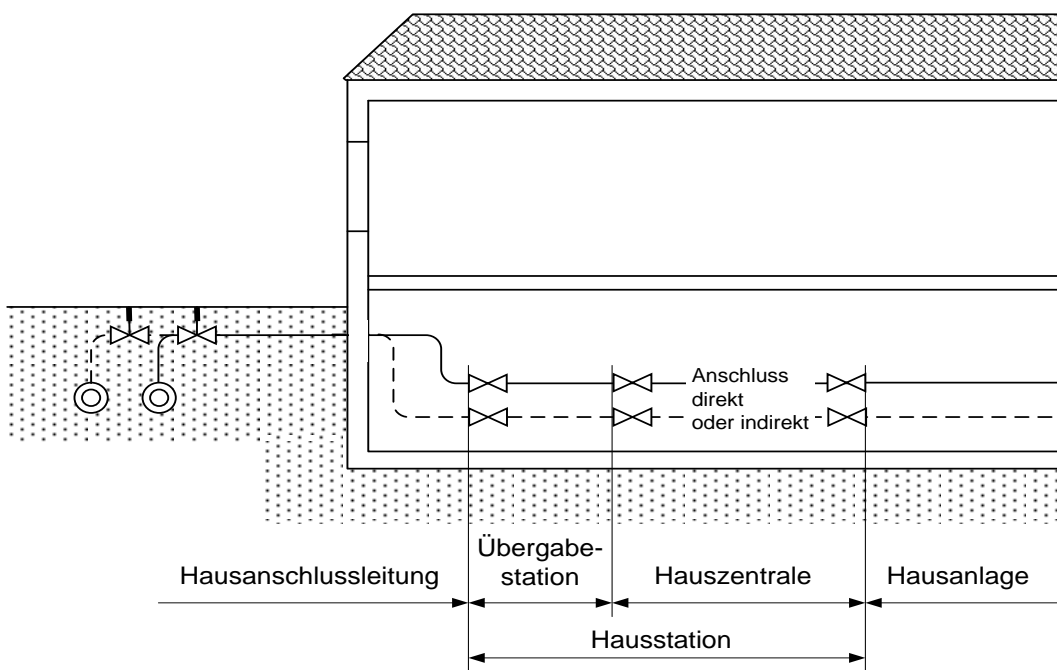 Anschluss
direkt
oder indirekt
Hausanschlussleitung
Übergabe-
station
Hauszentrale
Hausanlage
Hausstation